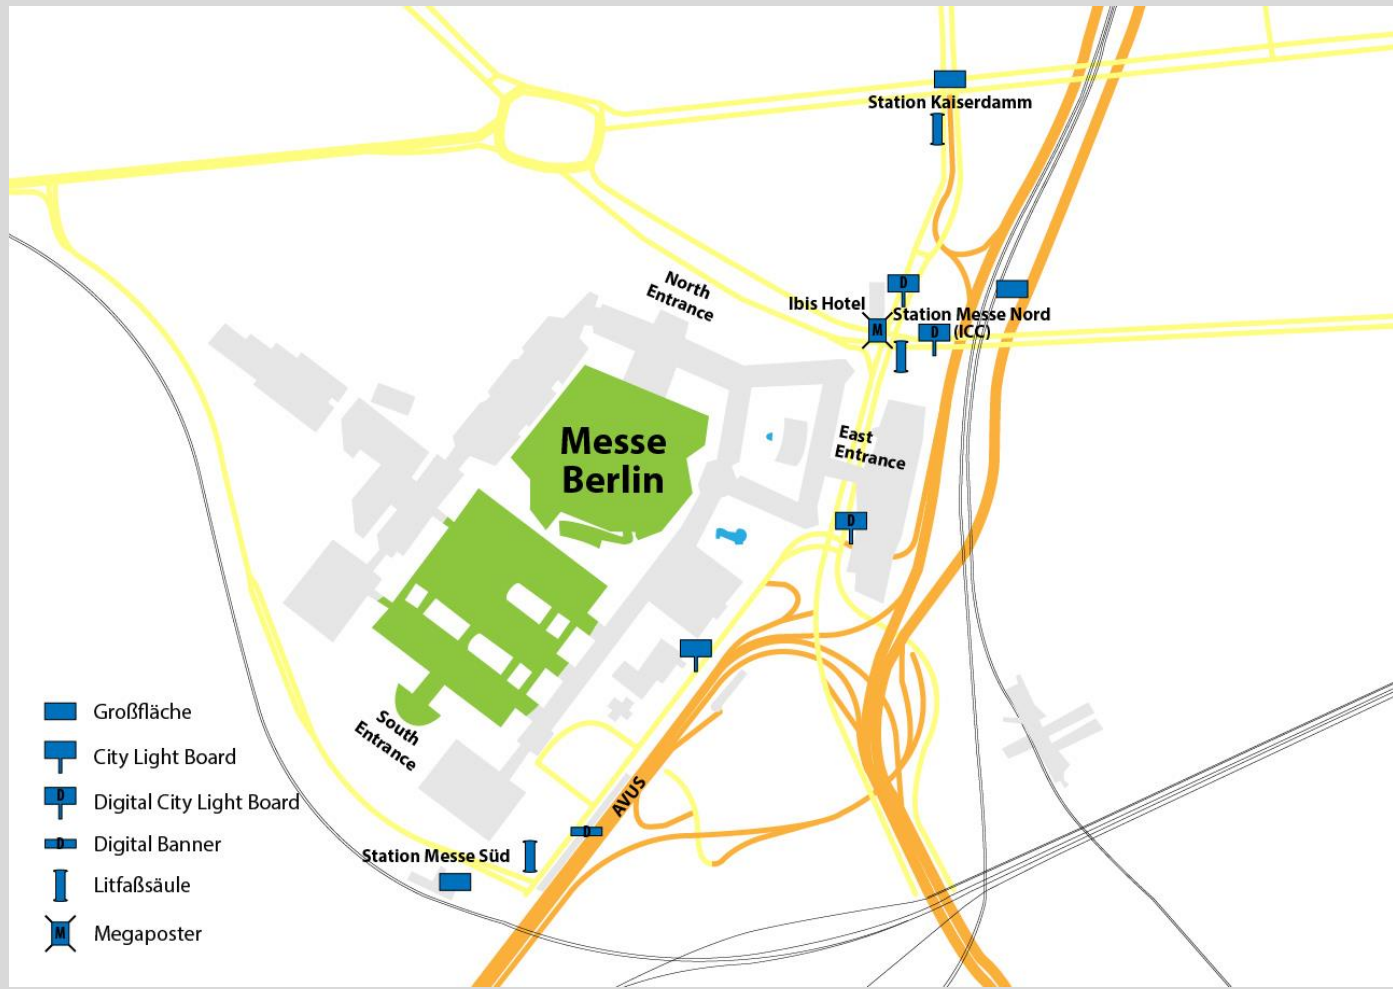 Station Kaiserdamm
North
Entrance
D
Ibis Hotel
Station Messe Nord
(ICC)
M
D
Messe
Berlin
East
Entrance
D
South
Entrance
AVUS
D
Station Messe Süd
Großfläche
City Light Board
D
Digital City Light Board
D
Digital Banner
Litfaßsäule
M
Megaposter